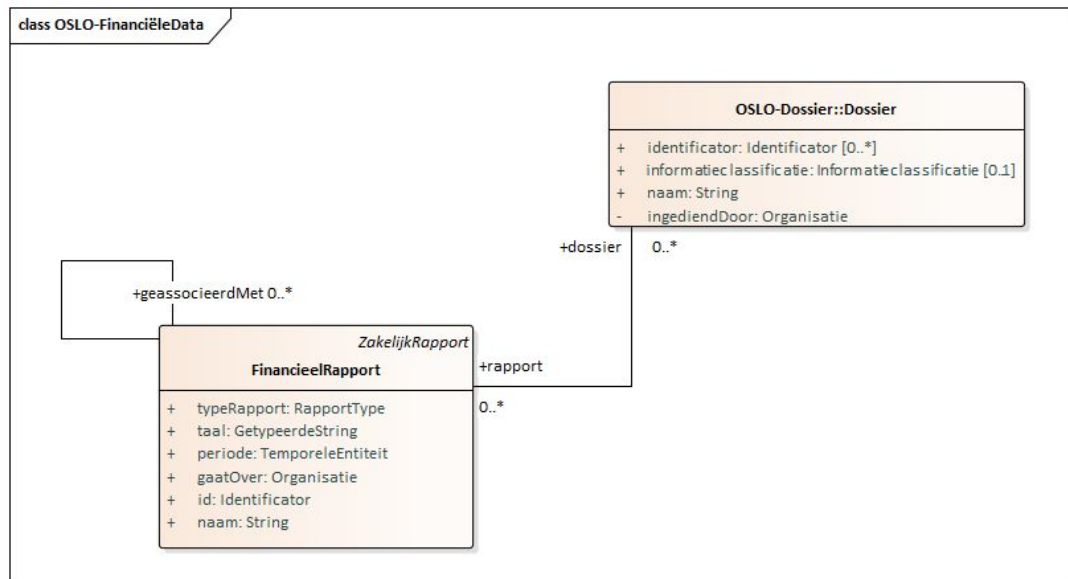 class OSLO-FinanciëleData
OSLO-Dossier::Dossier
+ identificator: Identificator [0..*]
+ informatieclassificatie: Informatieclassificatie [0.1]
+ naam: String
- ingediendDoor: Organisatie
+dossier 0..*
+geassocieerdMet 0..*
ZakelijkRapport
FinancieelRapport
+rapport
0..*
+ typeRapport: RapportType
+ taal: GetypeerdeString
+ periode: TemporeleEntiteit
+ gaatOver: Organisatie
+ id: Identificator
+ naam: String